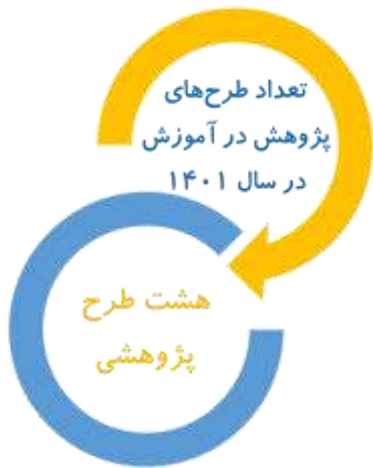 تعداد طرح‌های
پژوهش در آموزش
در سال ۱۴۰۱
هشت طرح
پژوهشی